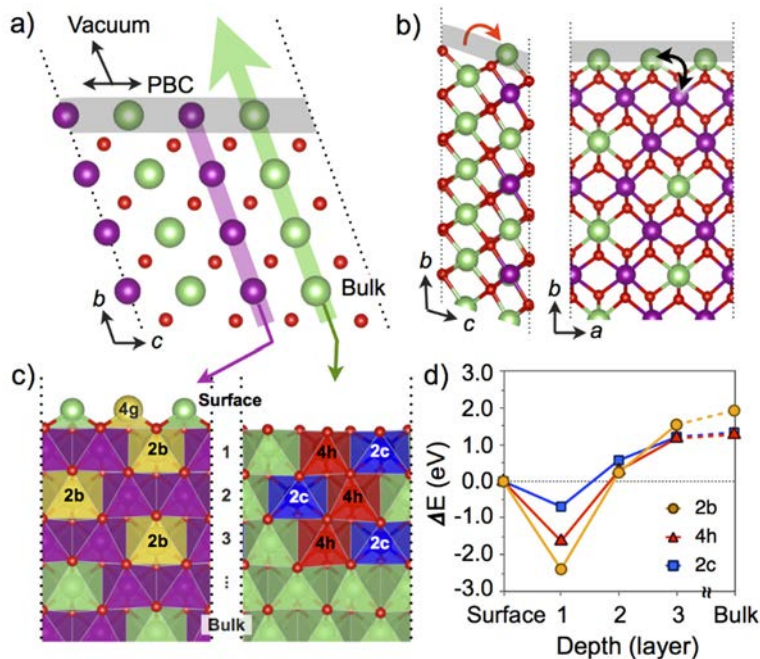 a)
Vacuum
PBC
Bulk
b
c
b)
b
c
b
a
c)
4g
Surface
2b
1
2b
2
2b
3
⋮
Bulk
4h
2c
2c
4h
4h
2c
d)
3.0
2.0
1.0
0.0
-1.0
-2.0
-3.0
ΔE (eV)
2b
4h
2c
Surface 1 2 3 Bulk
Depth (layer)